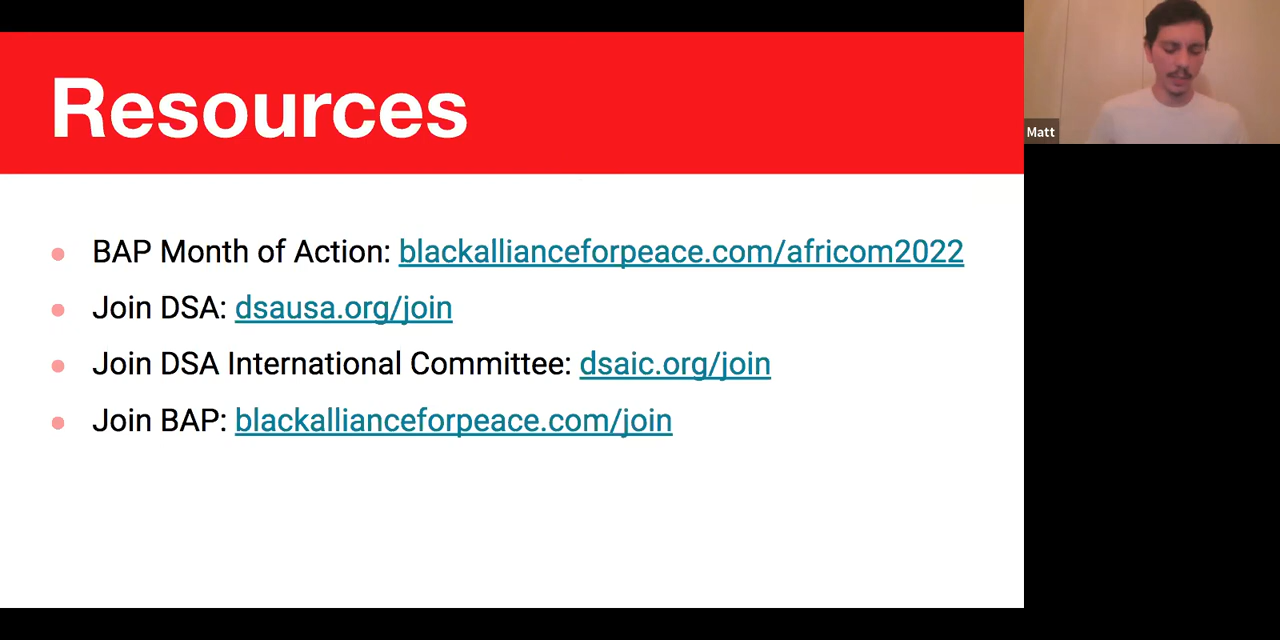 Resources
BAP Month of Action: blackallianceforpeace.com/africom2022
Join DSA: dsausa.org/join
Join DSA International Committee: dsaic.org/join
Join BAP: blackallianceforpeace.com/join
Matt